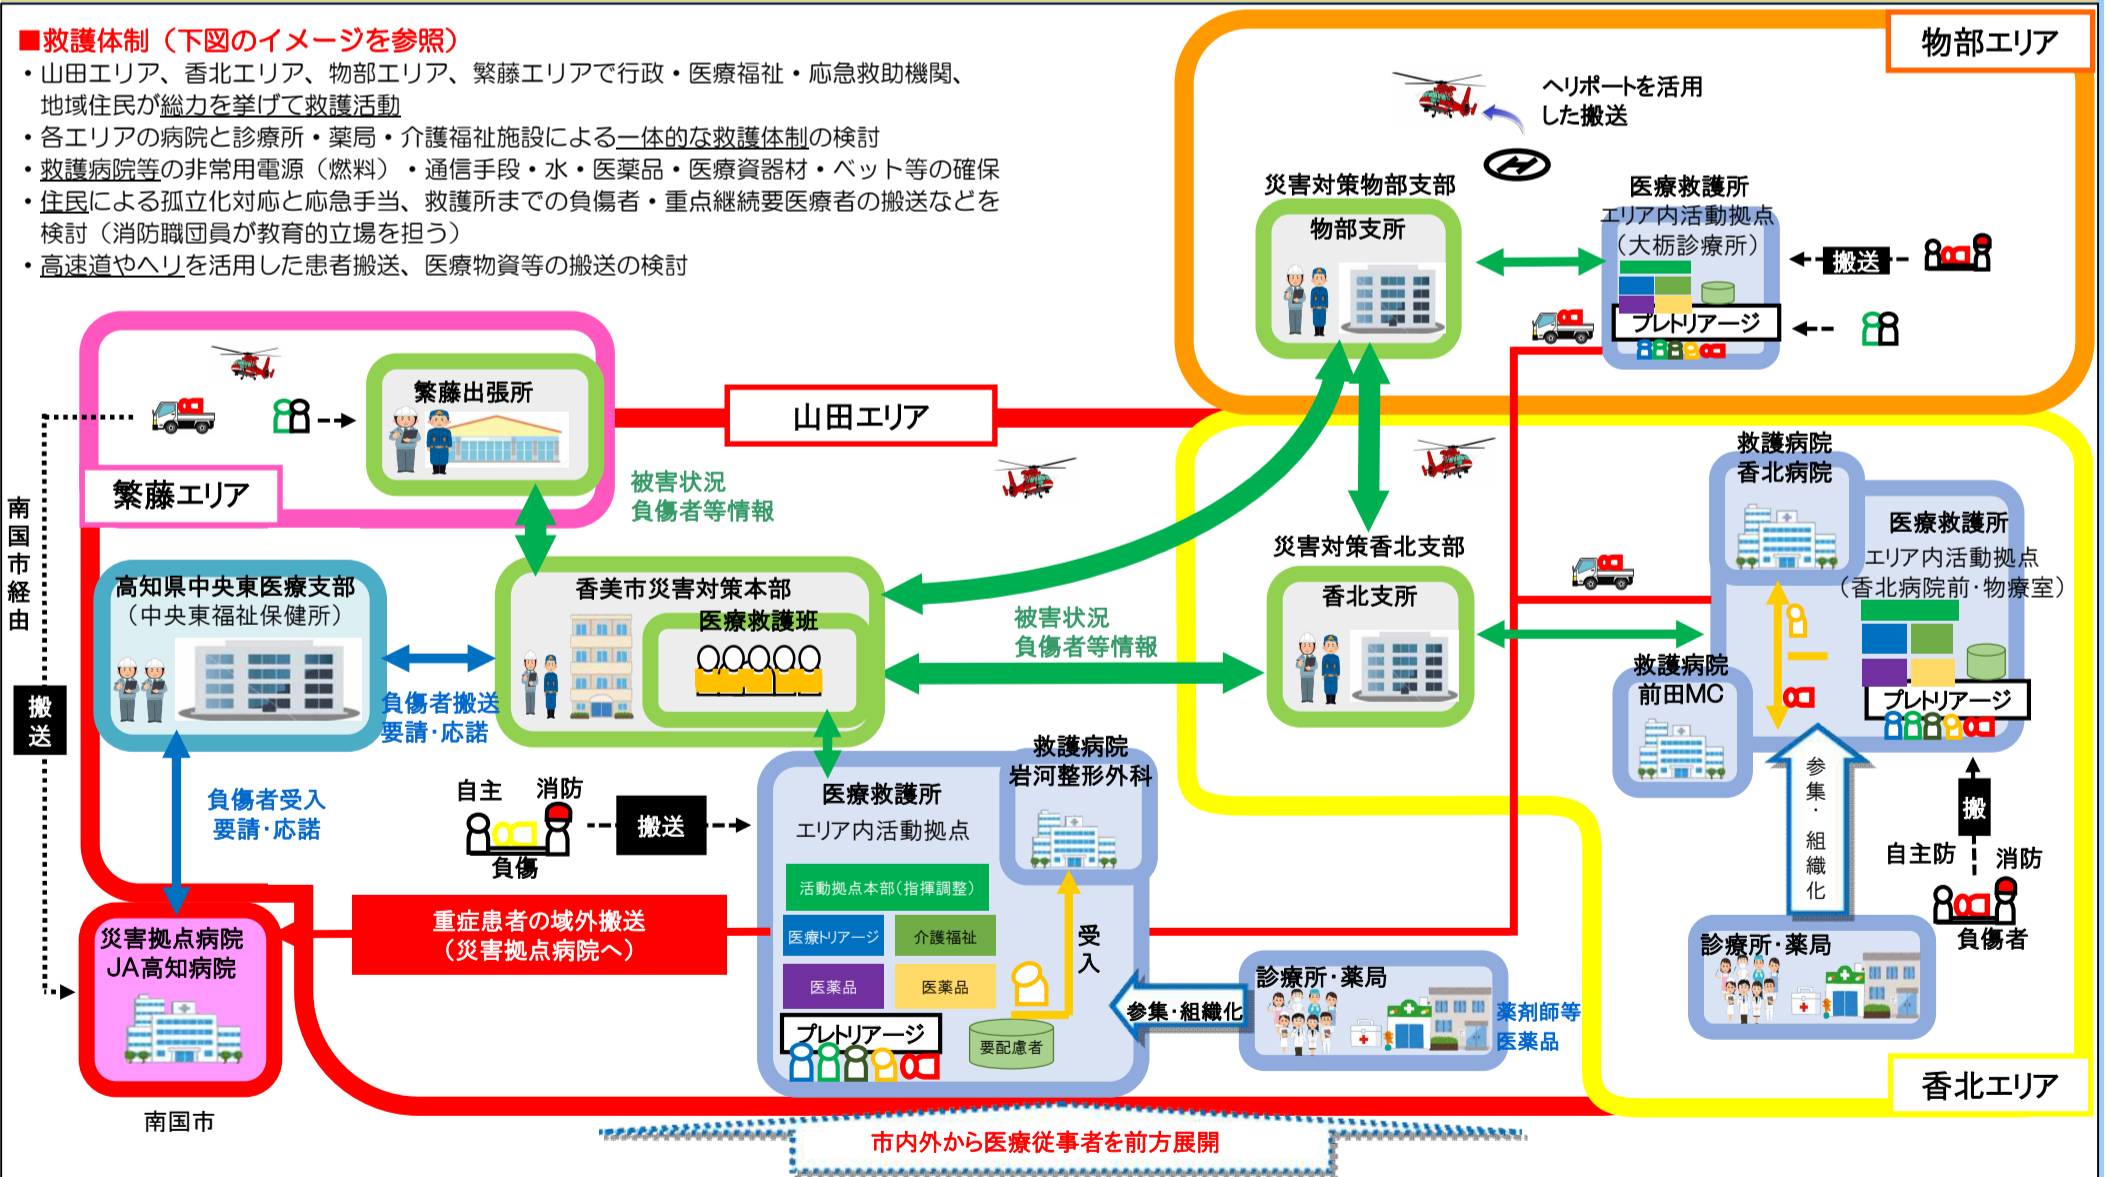 ■救護体制（下図のイメージを参照）
・山田エリア、香北エリア、物部エリア、繁藤エリアで行政・医療福祉・応急救助機関、
地域住民が総力を挙げて救護活動
・各エリアの病院と診療所・薬局・介護福祉施設による一体的な救護体制の検討
・救護病院等の非常用電源（燃料）・通信手段・水・医薬品・医療資器材・ベット等の確保
・住民による孤立化対応と応急手当、救護所までの負傷者・重点継続要医療者の搬送などを
検討（消防職団員が教育的立場を担う）
・高速道やヘリを活用した患者搬送、医療物資等の搬送の検討
物部エリア
ヘリポートを活用
した搬送
災害対策物部支部
物部支所
医療救護所
エリア内活動拠点
（大栃診療所）
搬送
プレトリアージ
繁藤出張所
繁藤エリア
山田エリア
被害状況
負傷者等情報
南国市経由
搬送
高知県中央東医療支部
（中央東福祉保健所）
負傷者搬送
要請・応諾
香美市災害対策本部
医療救護班
被害状況
負傷者等情報
災害対策香北支部
香北支所
救護病院
香北病院
医療救護所
エリア内活動拠点
（香北病院前・物療室）
プレトリアージ
救護病院
前田MC
参集・組織化
搬
自主防
消防
負傷者
診療所・薬局
香北エリア
負傷者受入
要請・応諾
自主
消防
負傷
搬送
医療救護所
エリア内活動拠点
救護病院
岩河整形外科
活動拠点本部（指揮調整）
医療トリアージ
介護福祉
医薬品
医薬品
受入
プレトリアージ
要配慮者
重症患者の域外搬送
（災害拠点病院へ）
災害拠点病院
JA高知病院
南国市
参集・組織化
診療所・薬局
薬剤師等
医薬品
市内外から医療従事者を前方展開